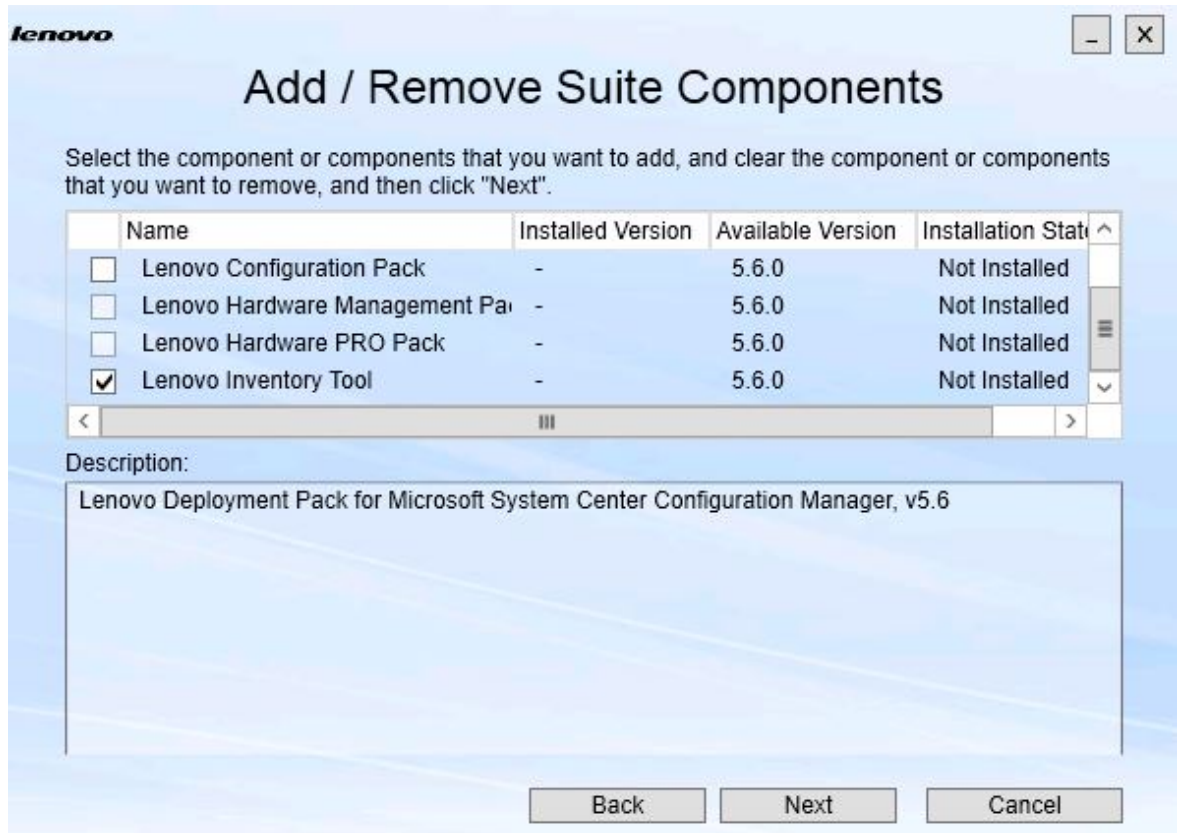 lenovo
Add / Remove Suite Components
Select the component or components that you want to add, and clear the component or components
that you want to remove, and then click "Next".
Name Installed Version Available Version Installation Stat
Lenovo Configuration Pack - 5.6.0 Not Installed
Lenovo Hardware Management Pa - 5.6.0 Not Installed
Lenovo Hardware PRO Pack - 5.6.0 Not Installed
Lenovo Inventory Tool - 5.6.0 Not Installed
Description:
Lenovo Deployment Pack for Microsoft System Center Configuration Manager, v5.6
Back Next Cancel